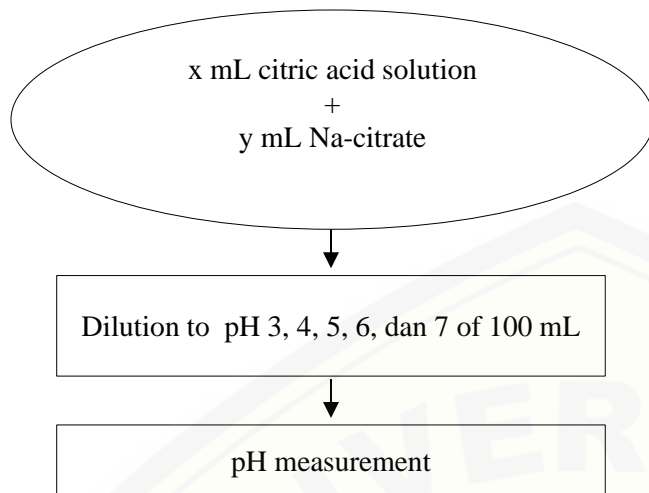 x mL citric acid solution
+
y mL Na-citrate
Dilution to pH 3, 4, 5, 6, dan 7 of 100 mL
pH measurement